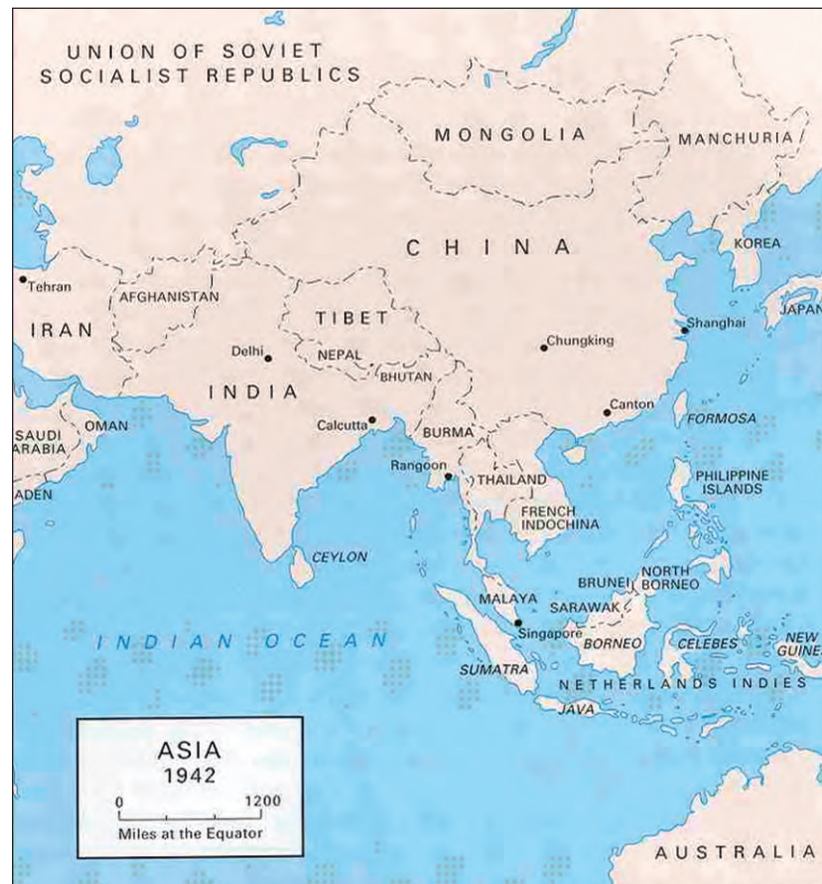 UNION OF SOVIET
SOCIALIST REPUBLICS
MONGOLIA
MANCHURIA
CHINA
KOREA
JAPAN
Tehran
AFGHANISTAN
IRAN
TIBET
Shanghai
Chungking
Delhi
NEPAL
BHUTAN
INDIA
Canton
FORMOSA
Calcutta
BURMA
OMAN
SAUDI
ARABIA
ADEN
Rangoon
THAILAND
PHILIPPINE
ISLANDS
FRENCH
INDOCHINA
CEYLON
NORTH
BORNEO
BRUNEI
MALAYA
SARAWAK
Singapore
BORNEO
CELEBES
NEW
GUINEA
INDIAN OCEAN
SUMATRA
NETHERLANDS INDIES
JAVA
ASIA
1942
0 1200
Miles at the Equator
AUSTRALIA